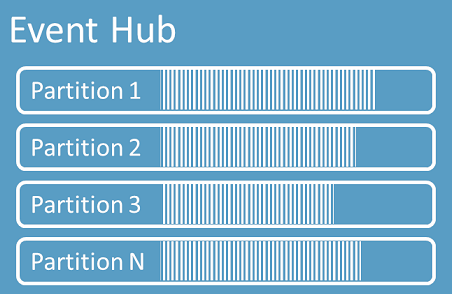 Event Hub
Partition 1
Partition 2
Partition 3
Partition N